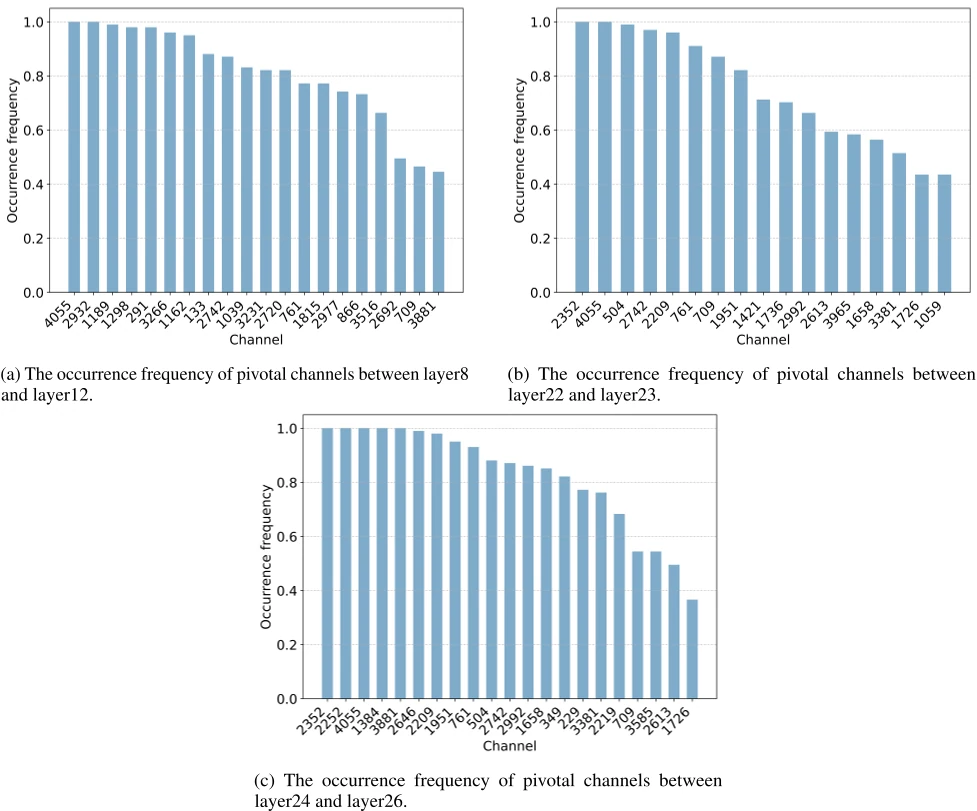 1.0
0.8
0.6
0.4
0.2
0.0
Occurrence frequency
4055 2932 1189 1298 291 3266 1162 133 2742 1039 3231 2720 761 1815 2977 866 3516 2692 709 3881
Channel
(a) The occurrence frequency of pivotal channels between layer8
and layer12.
1.0
0.8
0.6
0.4
0.2
0.0
Occurrence frequency
2352 4055 504 2742 2209 761 709 1951 1421 1736 2992 2613 3965 1658 3381 1726 1059
Channel
(b) The occurrence frequency of pivotal channels between
layer22 and layer23.
1.0
0.8
0.6
0.4
0.2
0.0
Occurrence frequency
2352 2252 4055 1384 3881 2646 2209 1951 761 504 2742 2992 1658 349 229 3381 2219 709 3585 2613 1726
Channel
(c) The occurrence frequency of pivotal channels between
layer24 and layer26.